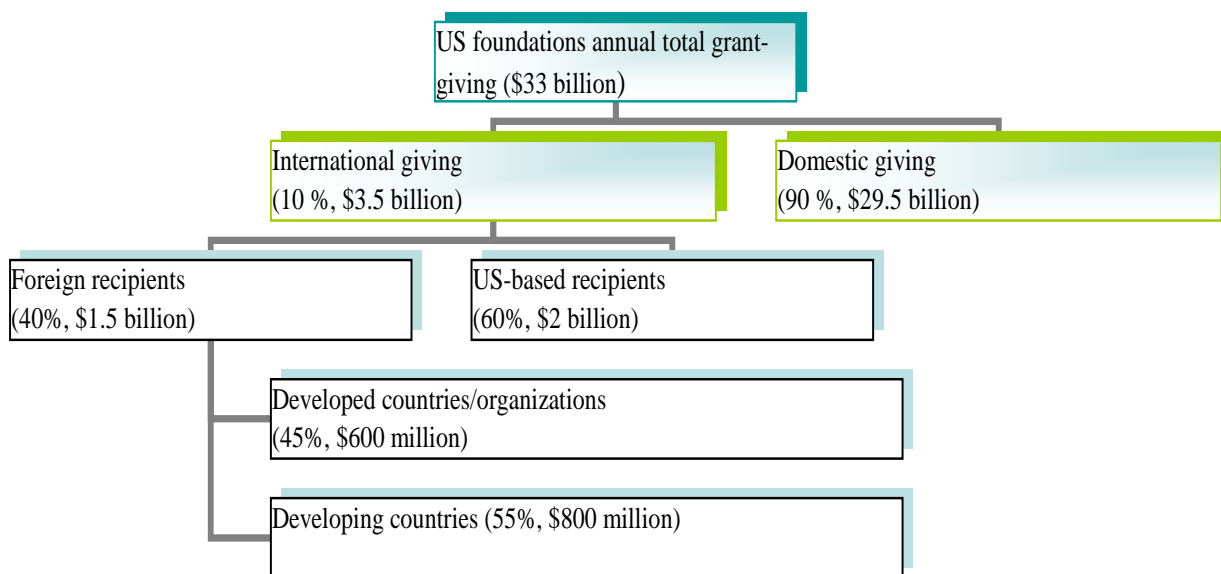 US foundations annual total grant-
giving ($33 billion)
International giving
(10 %, $3.5 billion)
Domestic giving
(90 %, $29.5 billion)
Foreign recipients
(40%, $1.5 billion)
US-based recipients
(60%, $2 billion)
Developed countries/organizations
(45%, $600 million)
Developing countries (55%, $800 million)